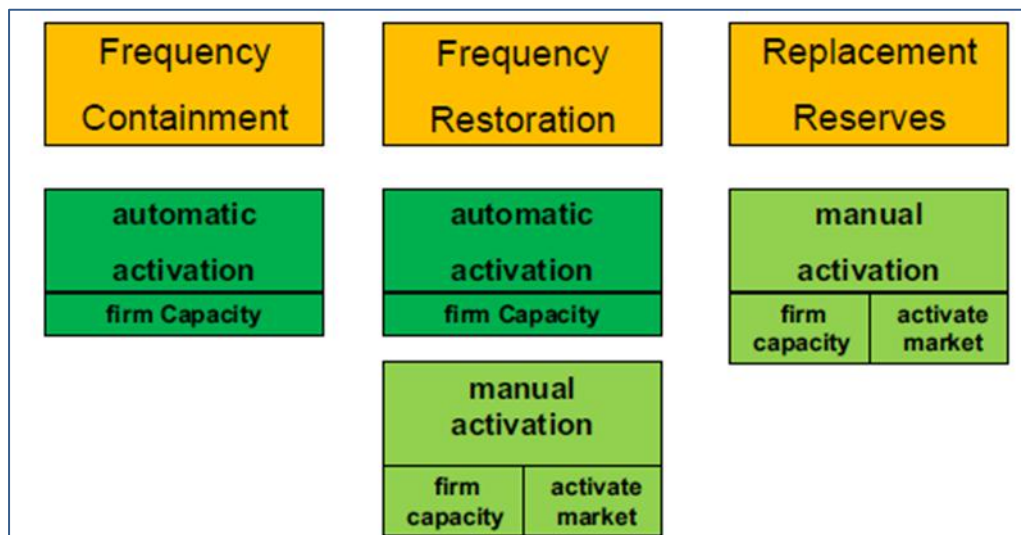 Frequency
Containment
automatic
activation
firm Capacity
Frequency
Restoration
automatic
activation
firm Capacity
manual
activation
firm
capacity
activate
market
Replacement
Reserves
manual
activation
firm
capacity
activate
market